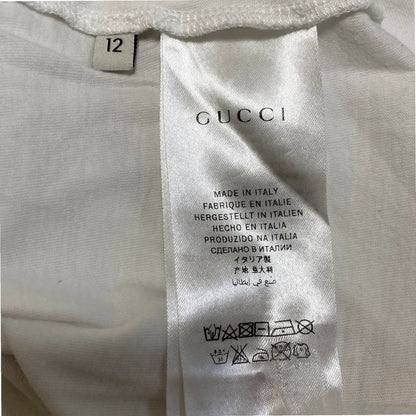 12
GUCCI
MADE IN ITALY
FABRIQUE EN ITALIE
HERGESTELLT IN ITALIEN
HECHO EN ITALIA
PRODUZIDO NA ITALIA
СДЕЛАНО В ИТАЛИИ
イタリア製
产地 意大利
صنع في إيطاليا